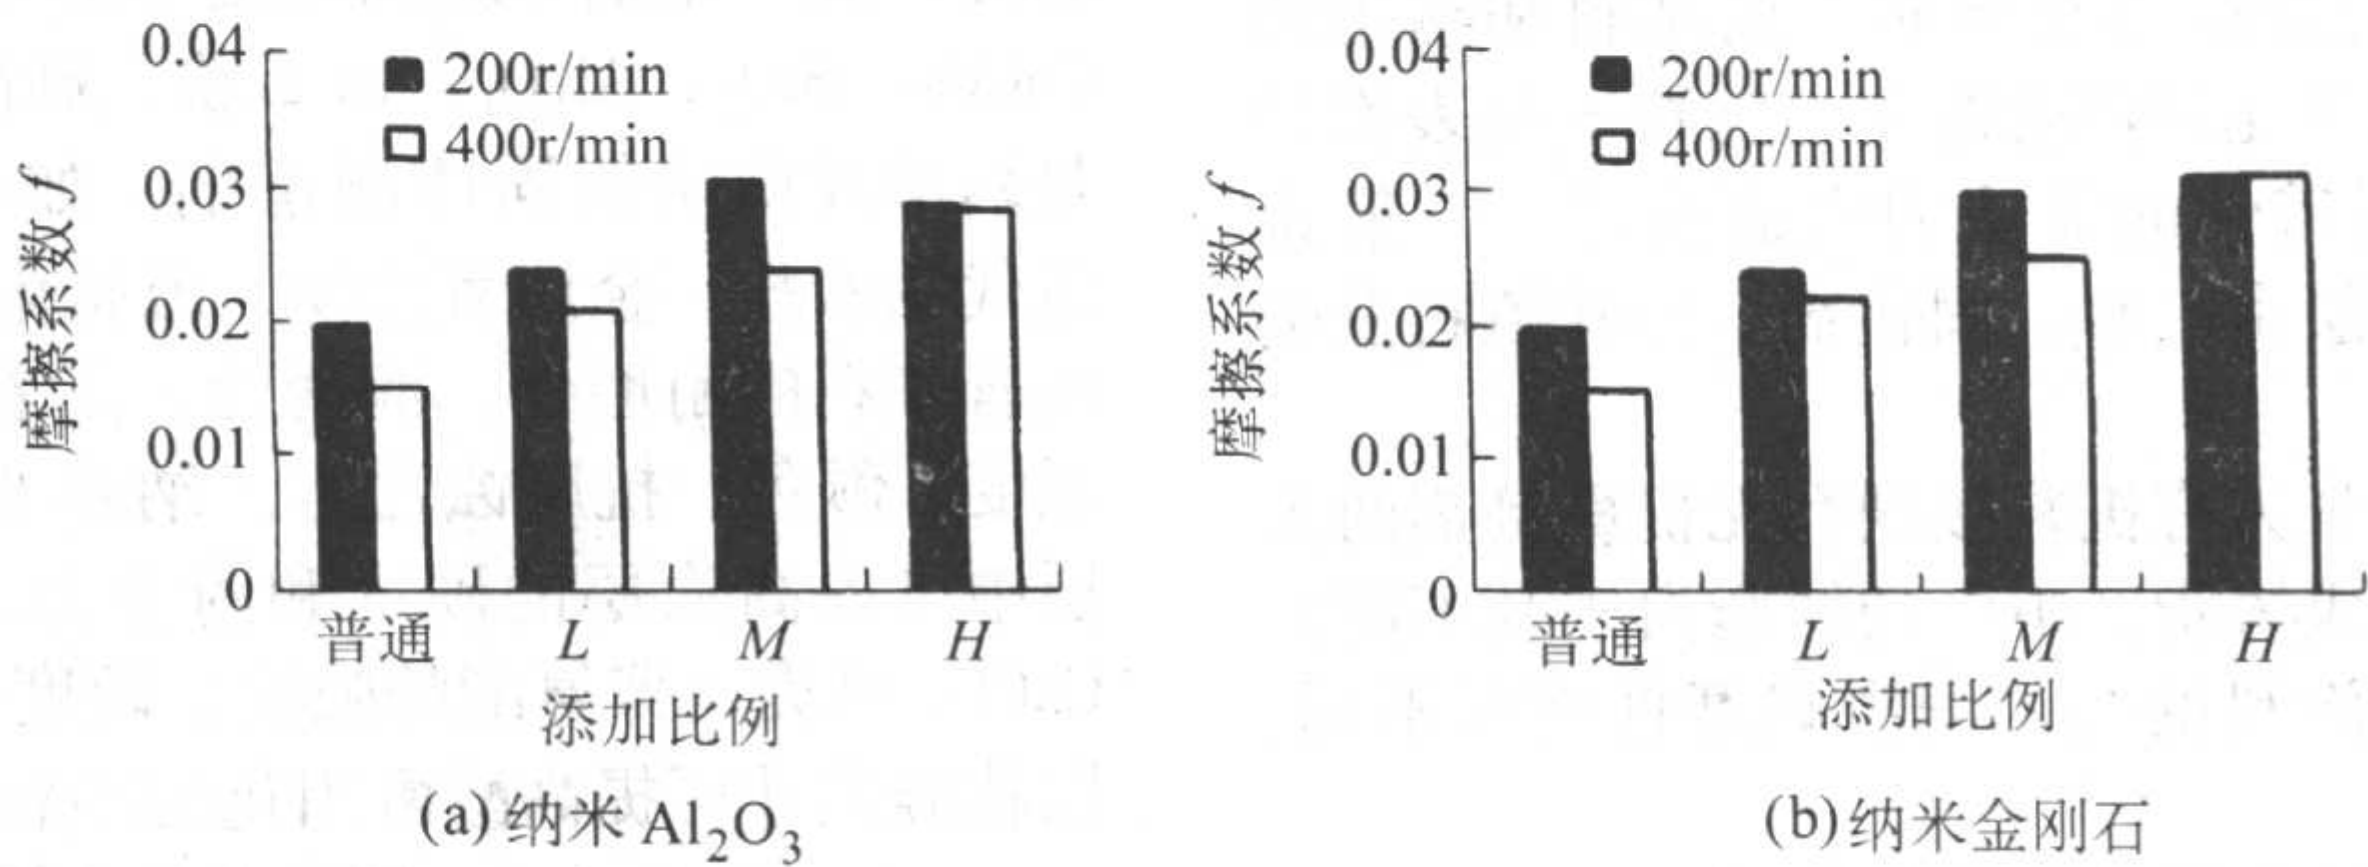 摩擦系数 f
0.04
0.03
0.02
0.01
0
200r/min
400r/min
普通 L M H
添加比例
(a) 纳米 Al₂O₃
摩擦系数 f
0.04
0.03
0.02
0.01
0
200r/min
400r/min
普通 L M H
添加比例
(b) 纳米金刚石